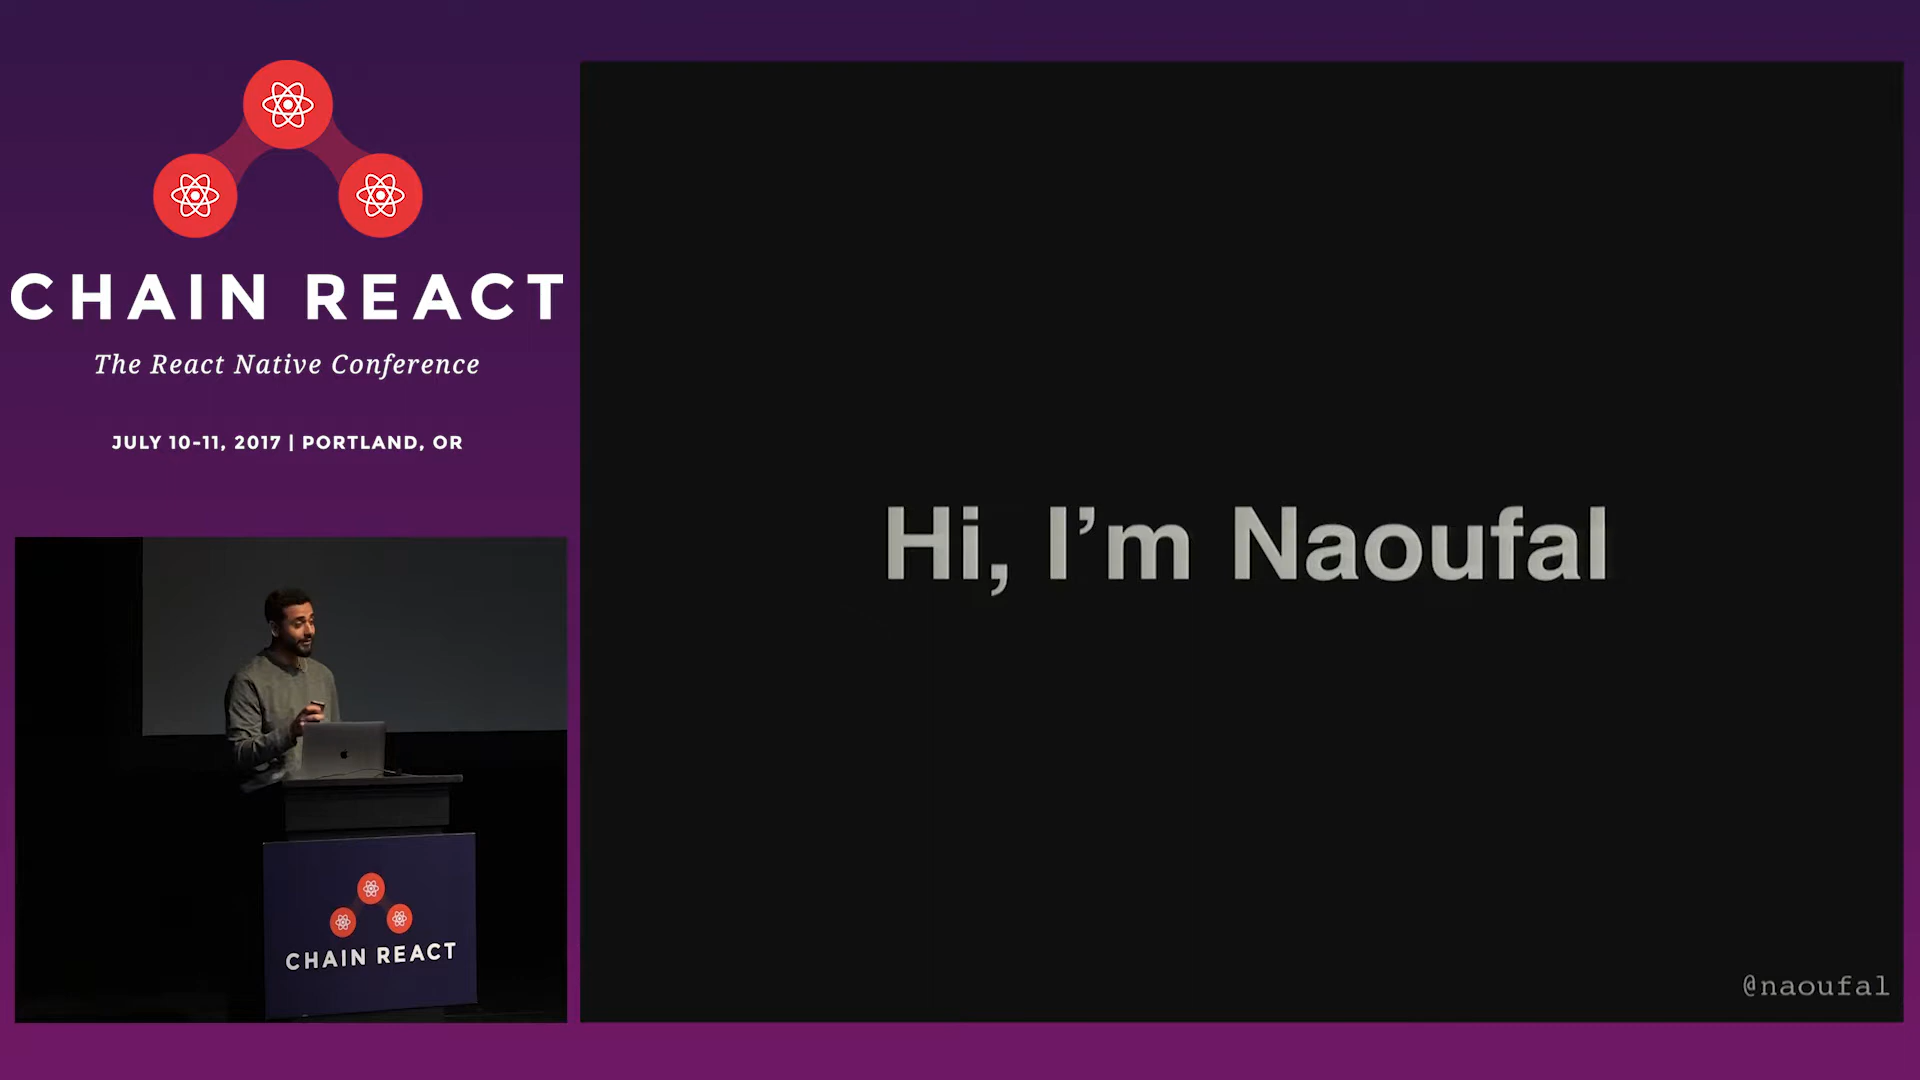 CHAIN REACT
The React Native Conference
JULY 10-11, 2017 | PORTLAND, OR
Hi, I’m Naoufal
@naoufal
CHAIN REACT